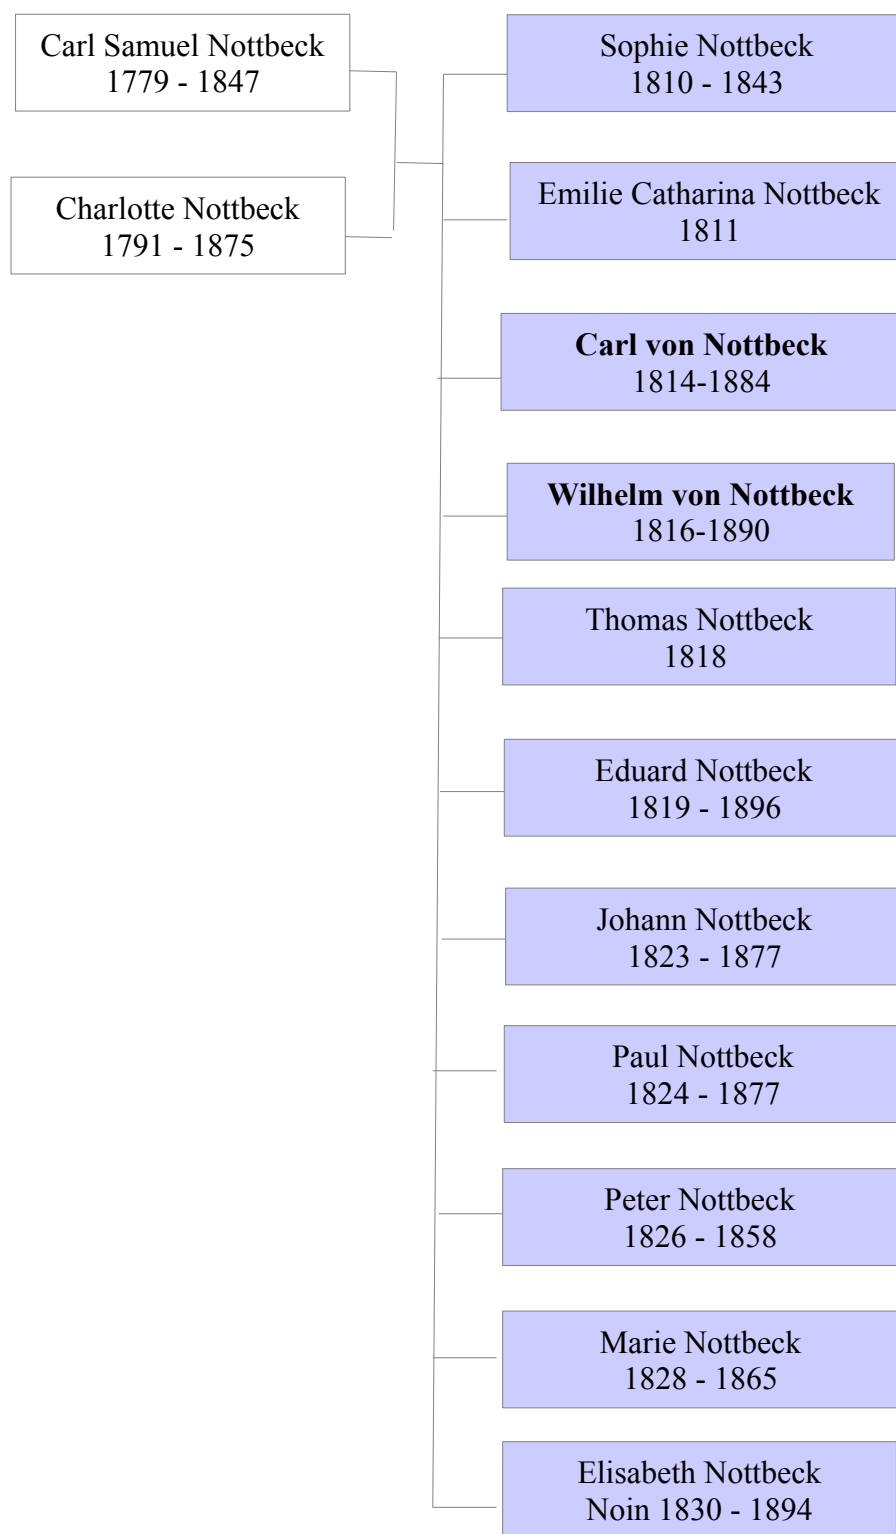 Carl Samuel Nottbeck
1779 - 1847
Charlotte Nottbeck
1791 - 1875
Sophie Nottbeck
1810 - 1843
Emilie Catharina Nottbeck
1811
Carl von Nottbeck
1814-1884
Wilhelm von Nottbeck
1816-1890
Thomas Nottbeck
1818
Eduard Nottbeck
1819 - 1896
Johann Nottbeck
1823 - 1877
Paul Nottbeck
1824 - 1877
Peter Nottbeck
1826 - 1858
Marie Nottbeck
1828 - 1865
Elisabeth Nottbeck
Noin 1830 - 1894